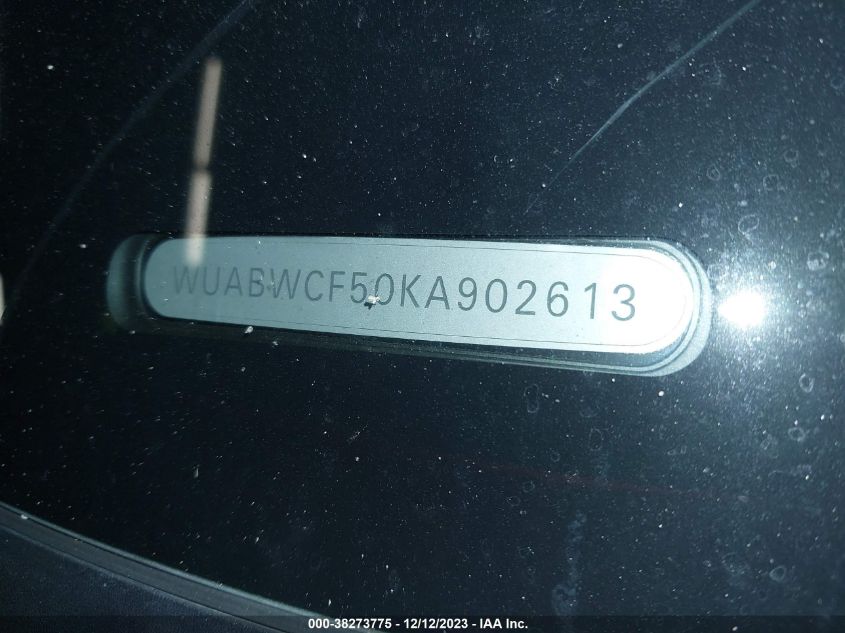 WUABWCF50KA902613
000-38273775 - 12/12/2023 - IAA Inc.